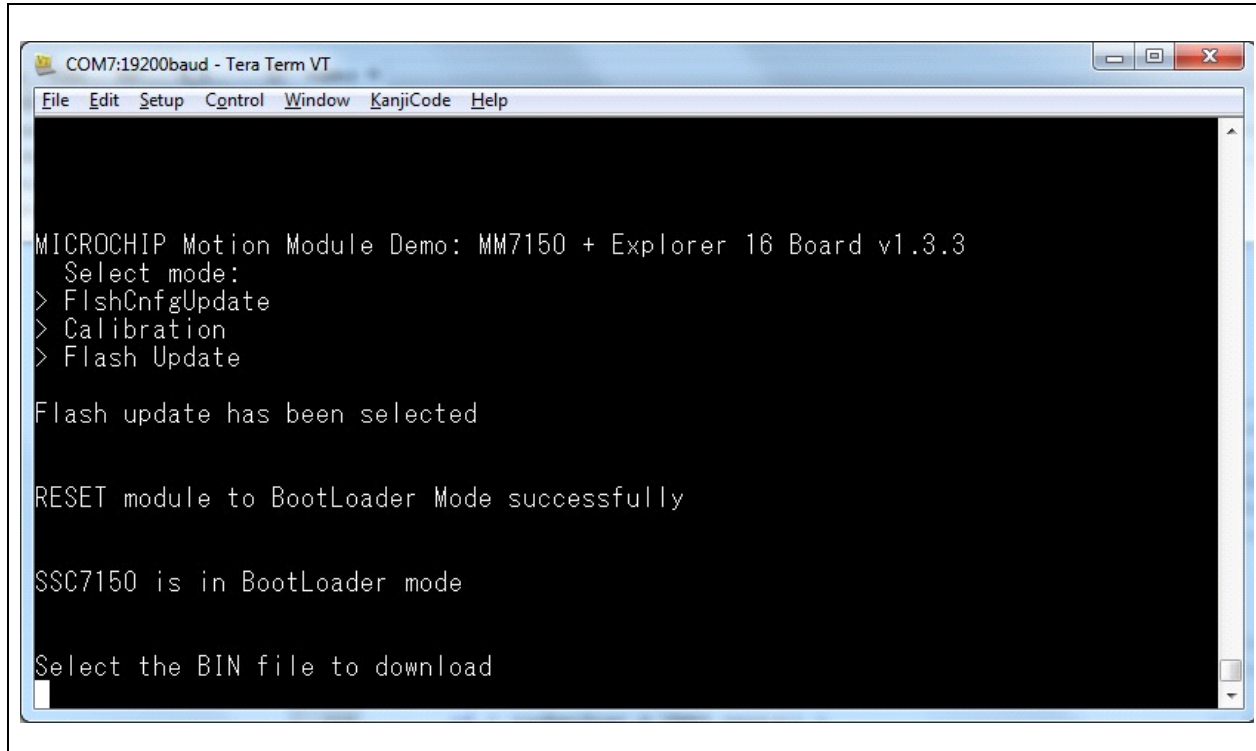 COM7:19200baud - Tera Term VT
File Edit Setup Control Window KanjiCode Help
MICROCHIP Motion Module Demo: MM7150 + Explorer 16 Board v1.3.3
Select mode:
> FlshCnfgUpdate
> Calibration
> Flash Update
Flash update has been selected
RESET module to BootLoader Mode successfully
SSC7150 is in BootLoader mode
Select the BIN file to download